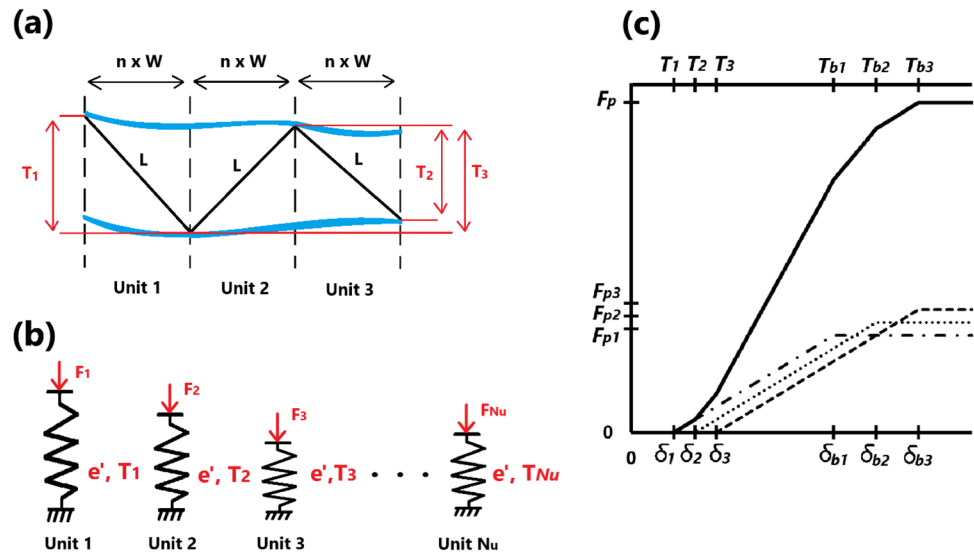 (a)
n x W n x W n x W
L L L
T1 T2 T3
Unit 1 Unit 2 Unit 3
(b)
F1 F2 F3 FNu
e', T1 e', T2 e', T3 • • • e', TNu
Unit 1 Unit 2 Unit 3 Unit Nu
(c)
T1 T2 T3 Tb1 Tb2 Tb3
Fp
Fp3
Fp2
Fp1
0
0 δ1 δ2 δ3 δb1 δb2 δb3